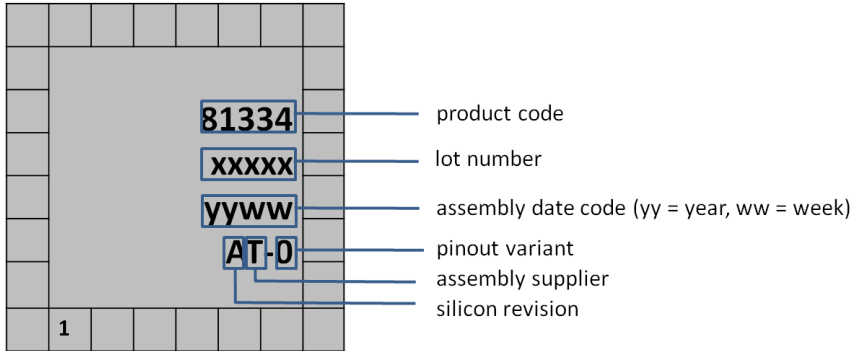 81334
product code
xxxxx
lot number
yyww
assembly date code (yy = year, ww = week)
AT-0
pinout variant
assembly supplier
silicon revision
1